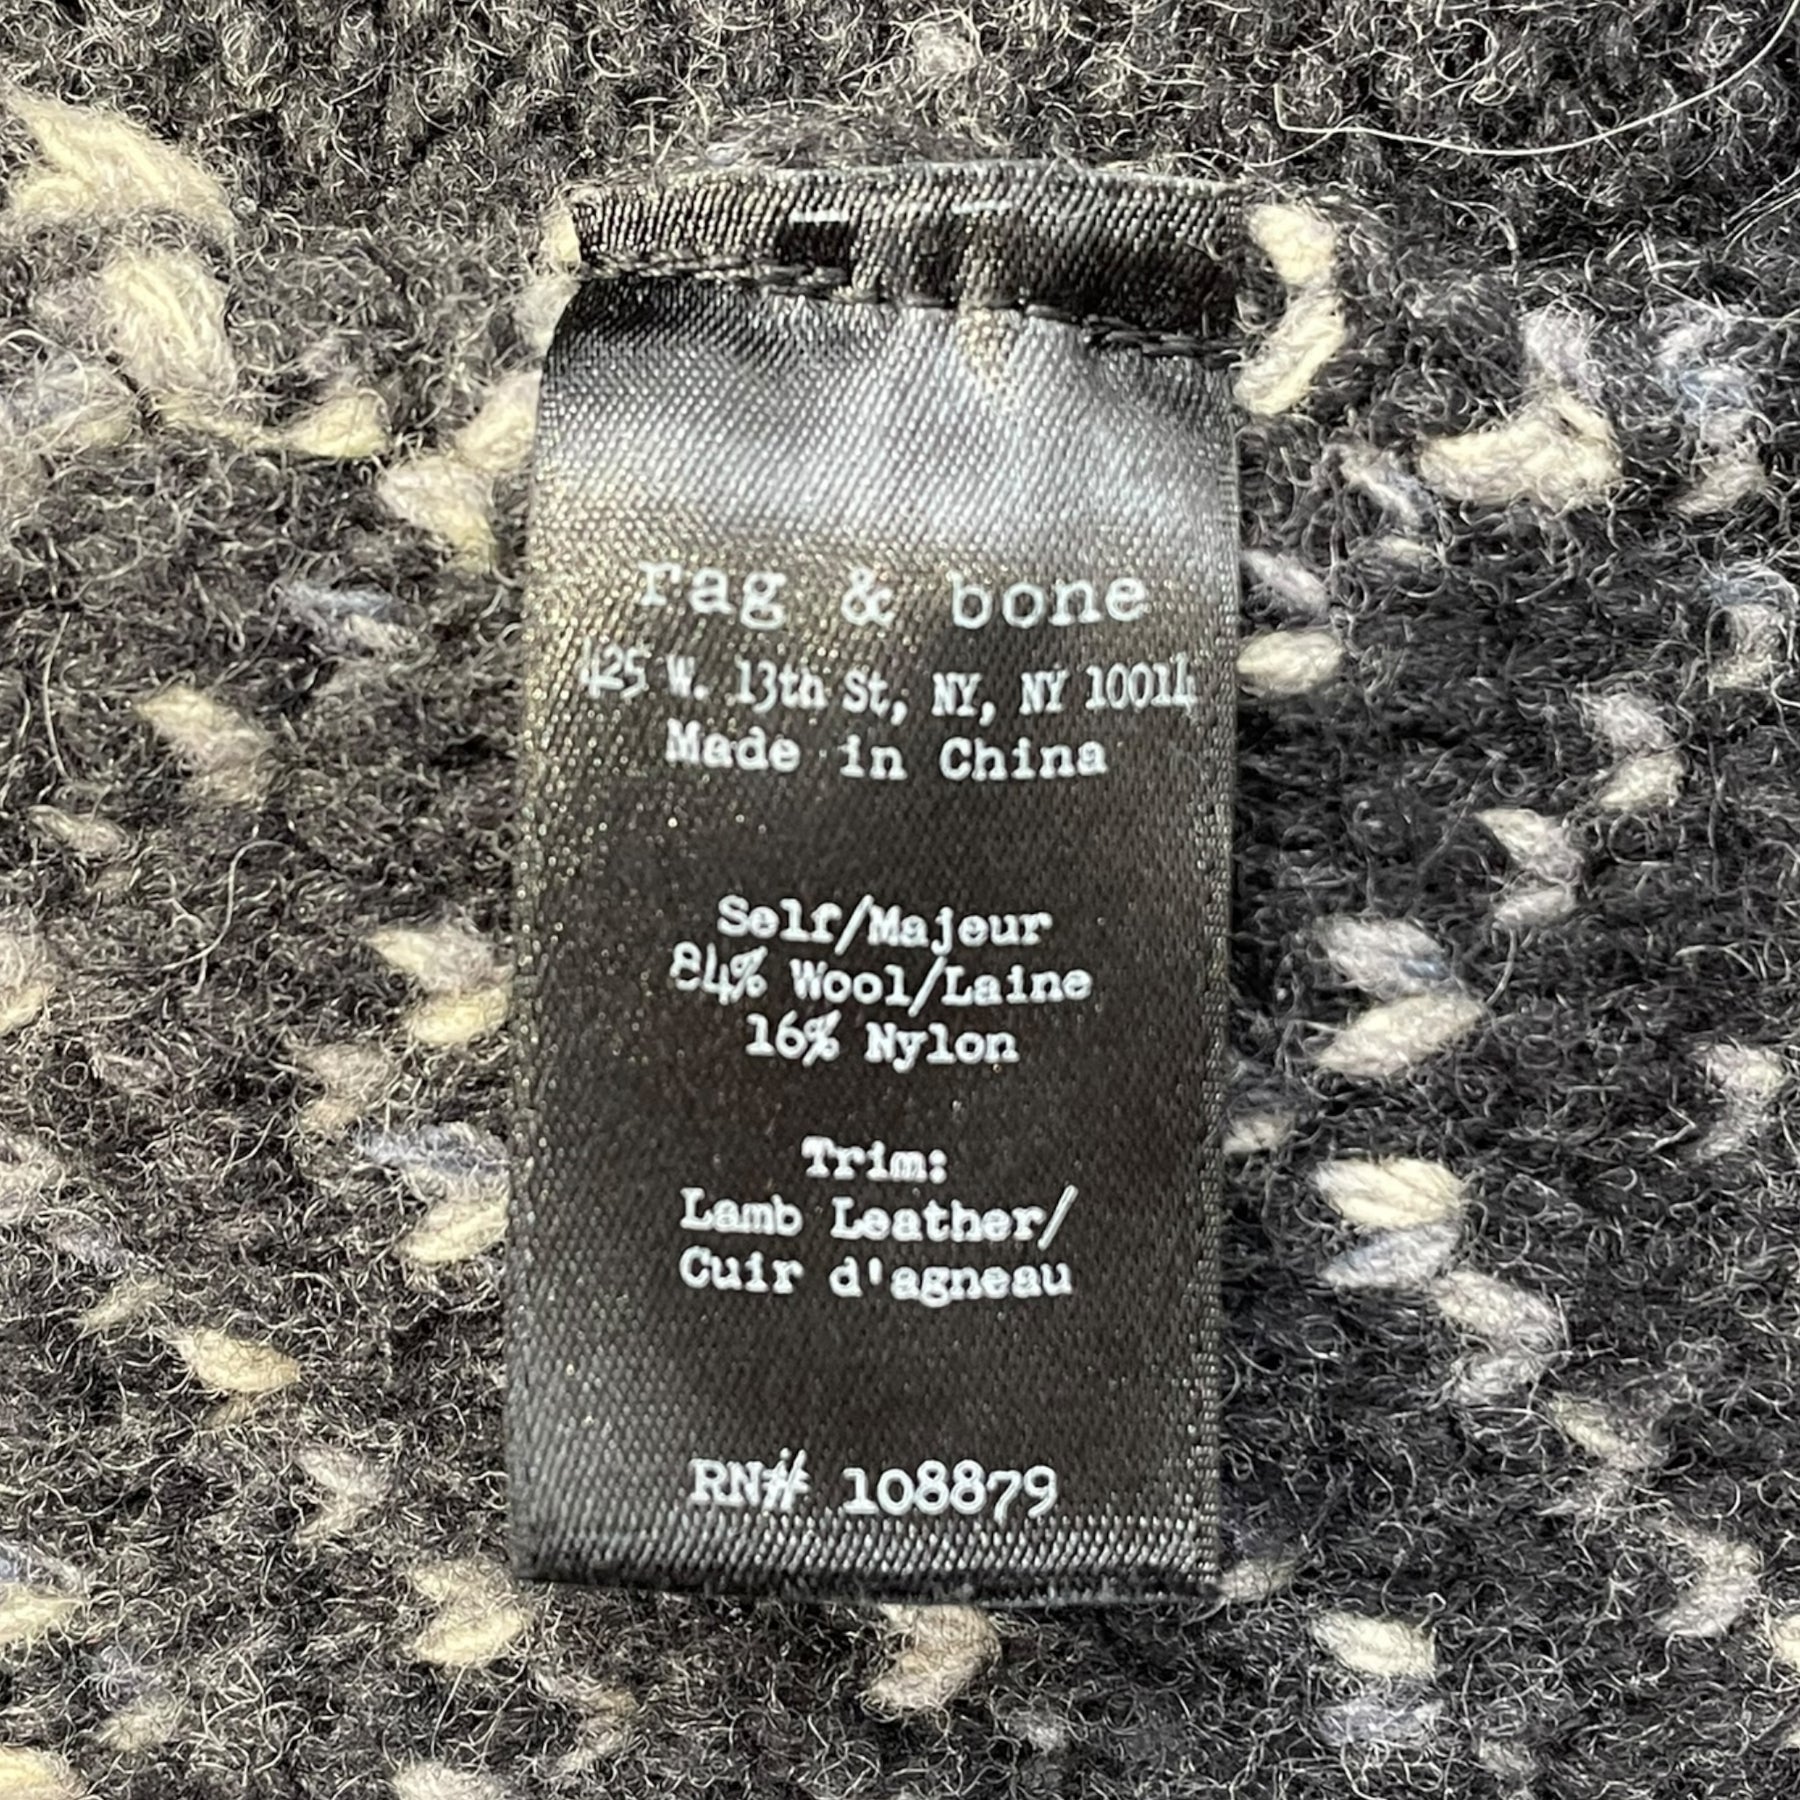 rag & bone
425 W. 13th St, NY, NY 10014
Made in China
Self/Majeur
84% Wool/Laine
16% Nylon
Trim:
Lamb Leather/
Cuir d'agneau
RN# 108879